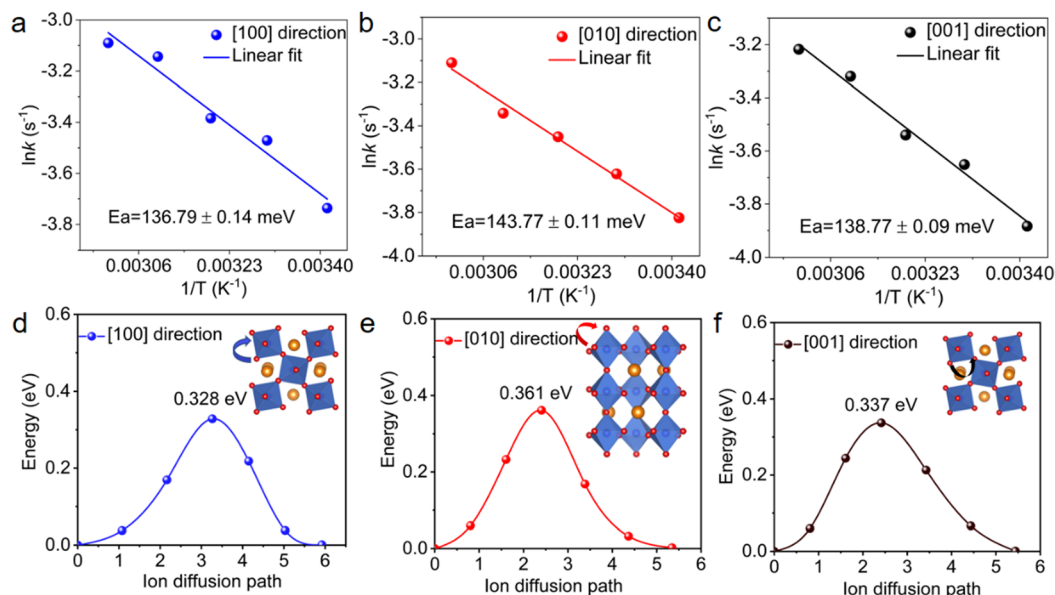 a
-3.0
-3.2
-3.4
-3.6
-3.8
lnk (s⁻¹)
[100] direction
Linear fit
Ea=136.79 ± 0.14 meV
0.00306
0.00323
0.00340
1/T (K⁻¹)
b
-3.0
-3.2
-3.4
-3.6
-3.8
-4.0
lnk (s⁻¹)
[010] direction
Linear fit
Ea=143.77 ± 0.11 meV
0.00306
0.00323
0.00340
1/T (K⁻¹)
c
-3.2
-3.4
-3.6
-3.8
-4.0
lnk (s⁻¹)
[001] direction
Linear fit
Ea=138.77 ± 0.09 meV
0.00306
0.00323
0.00340
1/T (K⁻¹)
d
0.6
0.4
0.2
0.0
Energy (eV)
[100] direction
0.328 eV
0
1
2
3
4
5
6
Ion diffusion path
e
0.6
0.4
0.2
0.0
Energy (eV)
[010] direction
0.361 eV
0
1
2
3
4
5
6
Ion diffusion path
f
0.6
0.4
0.2
0.0
Energy (eV)
[001] direction
0.337 eV
0
1
2
3
4
5
6
Ion diffusion path